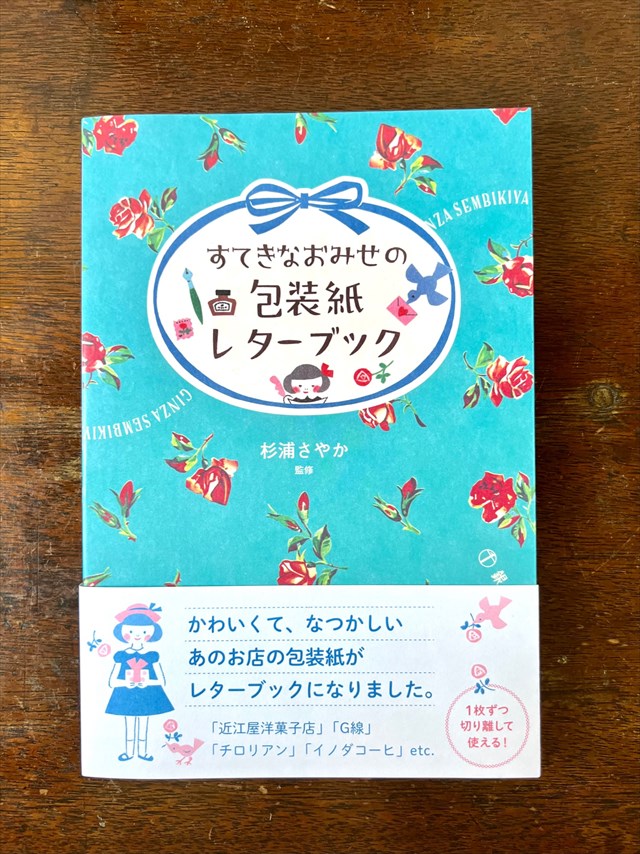 GINZA SEMBIKIYA
すてきなおみせの
包装紙
レターブック
GINZA SEMBIKI
杉浦さやか
監修
かわいくて、なつかしい
あのお店の包装紙が
レターブックになりました。
「近江屋洋菓子店」「G線」
「チロリアン」「イノダコーヒ」etc.
1枚ずつ
切り離して
使える!